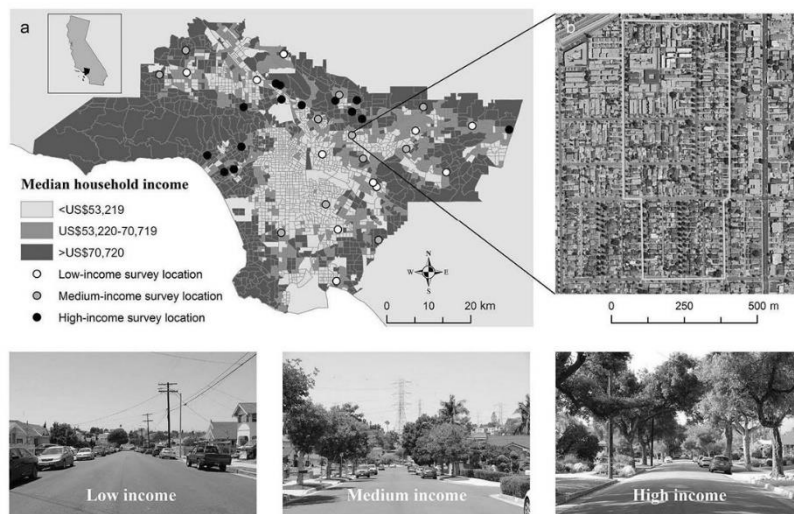 a
b
Median household income
<US$53,219
US$53,220-70,719
>US$70,720
Low-income survey location
Medium-income survey location
High-income survey location
N
W E
S
0 10 20 km
0 250 500 m
Low income
Medium income
High income